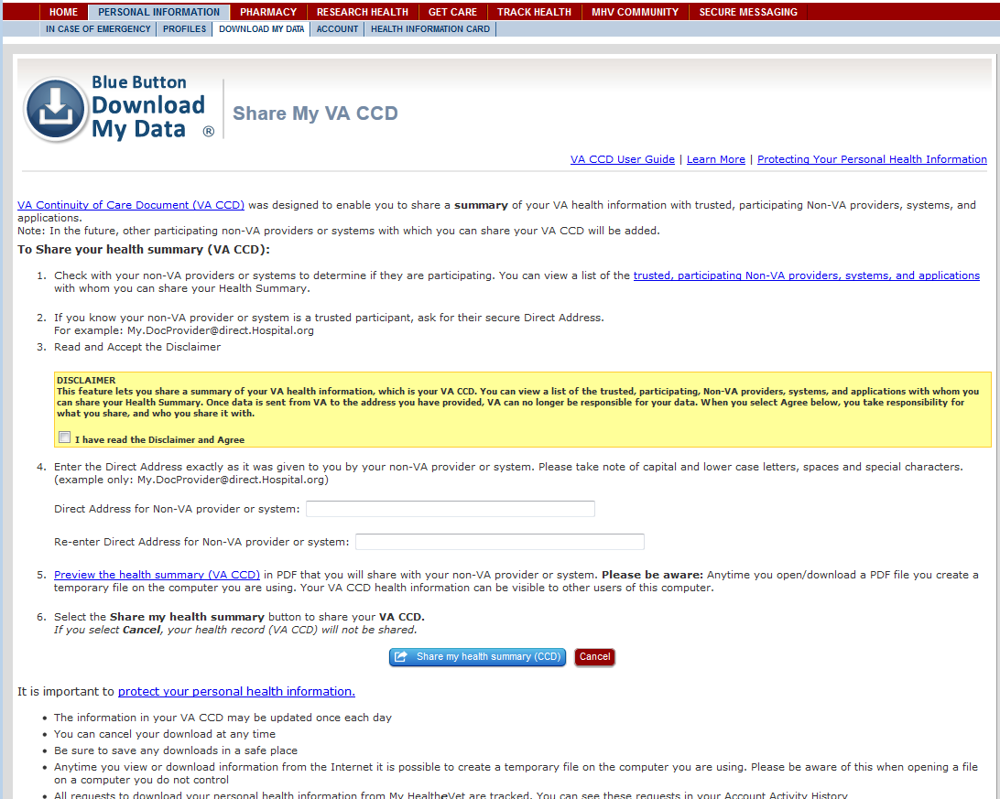 HOME PERSONAL INFORMATION PHARMACY RESEARCH HEALTH GET CARE TRACK HEALTH MHV COMMUNITY SECURE MESSAGING
IN CASE OF EMERGENCY PROFILES DOWNLOAD MY DATA ACCOUNT HEALTH INFORMATION CARD
Blue Button
Download
My Data ®
Share My VA CCD
VA CCD User Guide | Learn More | Protecting Your Personal Health Information
VA Continuity of Care Document (VA CCD) was designed to enable you to share a summary of your VA health information with trusted, participating Non-VA providers, systems, and
applications.
Note: In the future, other participating non-VA providers or systems with which you can share your VA CCD will be added.
To Share your health summary (VA CCD):
1. Check with your non-VA providers or systems to determine if they are participating. You can view a list of the trusted, participating Non-VA providers, systems, and applications
with whom you can share your Health Summary.
2. If you know your non-VA provider or system is a trusted participant, ask for their secure Direct Address.
For example: My.DocProvider@direct.Hospital.org
3. Read and Accept the Disclaimer
DISCLAIMER
This feature lets you share a summary of your VA health information, which is your VA CCD. You can view a list of the trusted, participating, Non-VA providers, systems, and applications with whom you
can share your Health Summary. Once data is sent from VA to the address you have provided, VA can no longer be responsible for your data. When you select Agree below, you take responsibility for
what you share, and who you share it with.
I have read the Disclaimer and Agree
4. Enter the Direct Address exactly as it was given to you by your non-VA provider or system. Please take note of capital and lower case letters, spaces and special characters.
(example only: My.DocProvider@direct.Hospital.org)
Direct Address for Non-VA provider or system:
Re-enter Direct Address for Non-VA provider or system:
5. Preview the health summary (VA CCD) in PDF that you will share with your non-VA provider or system. Please be aware: Anytime you open/download a PDF file you create a
temporary file on the computer you are using. Your VA CCD health information can be visible to other users of this computer.
6. Select the Share my health summary button to share your VA CCD.
If you select Cancel, your health record (VA CCD) will not be shared.
Share my health summary (CCD) Cancel
It is important to protect your personal health information.
• The information in your VA CCD may be updated once each day
• You can cancel your download at any time
• Be sure to save any downloads in a safe place
• Anytime you view or download information from the Internet it is possible to create a temporary file on the computer you are using. Please be aware of this when opening a file
on a computer you do not control
• All requests to download your personal health information from My HealtheVet are tracked. You can see these requests in your Account Activity History